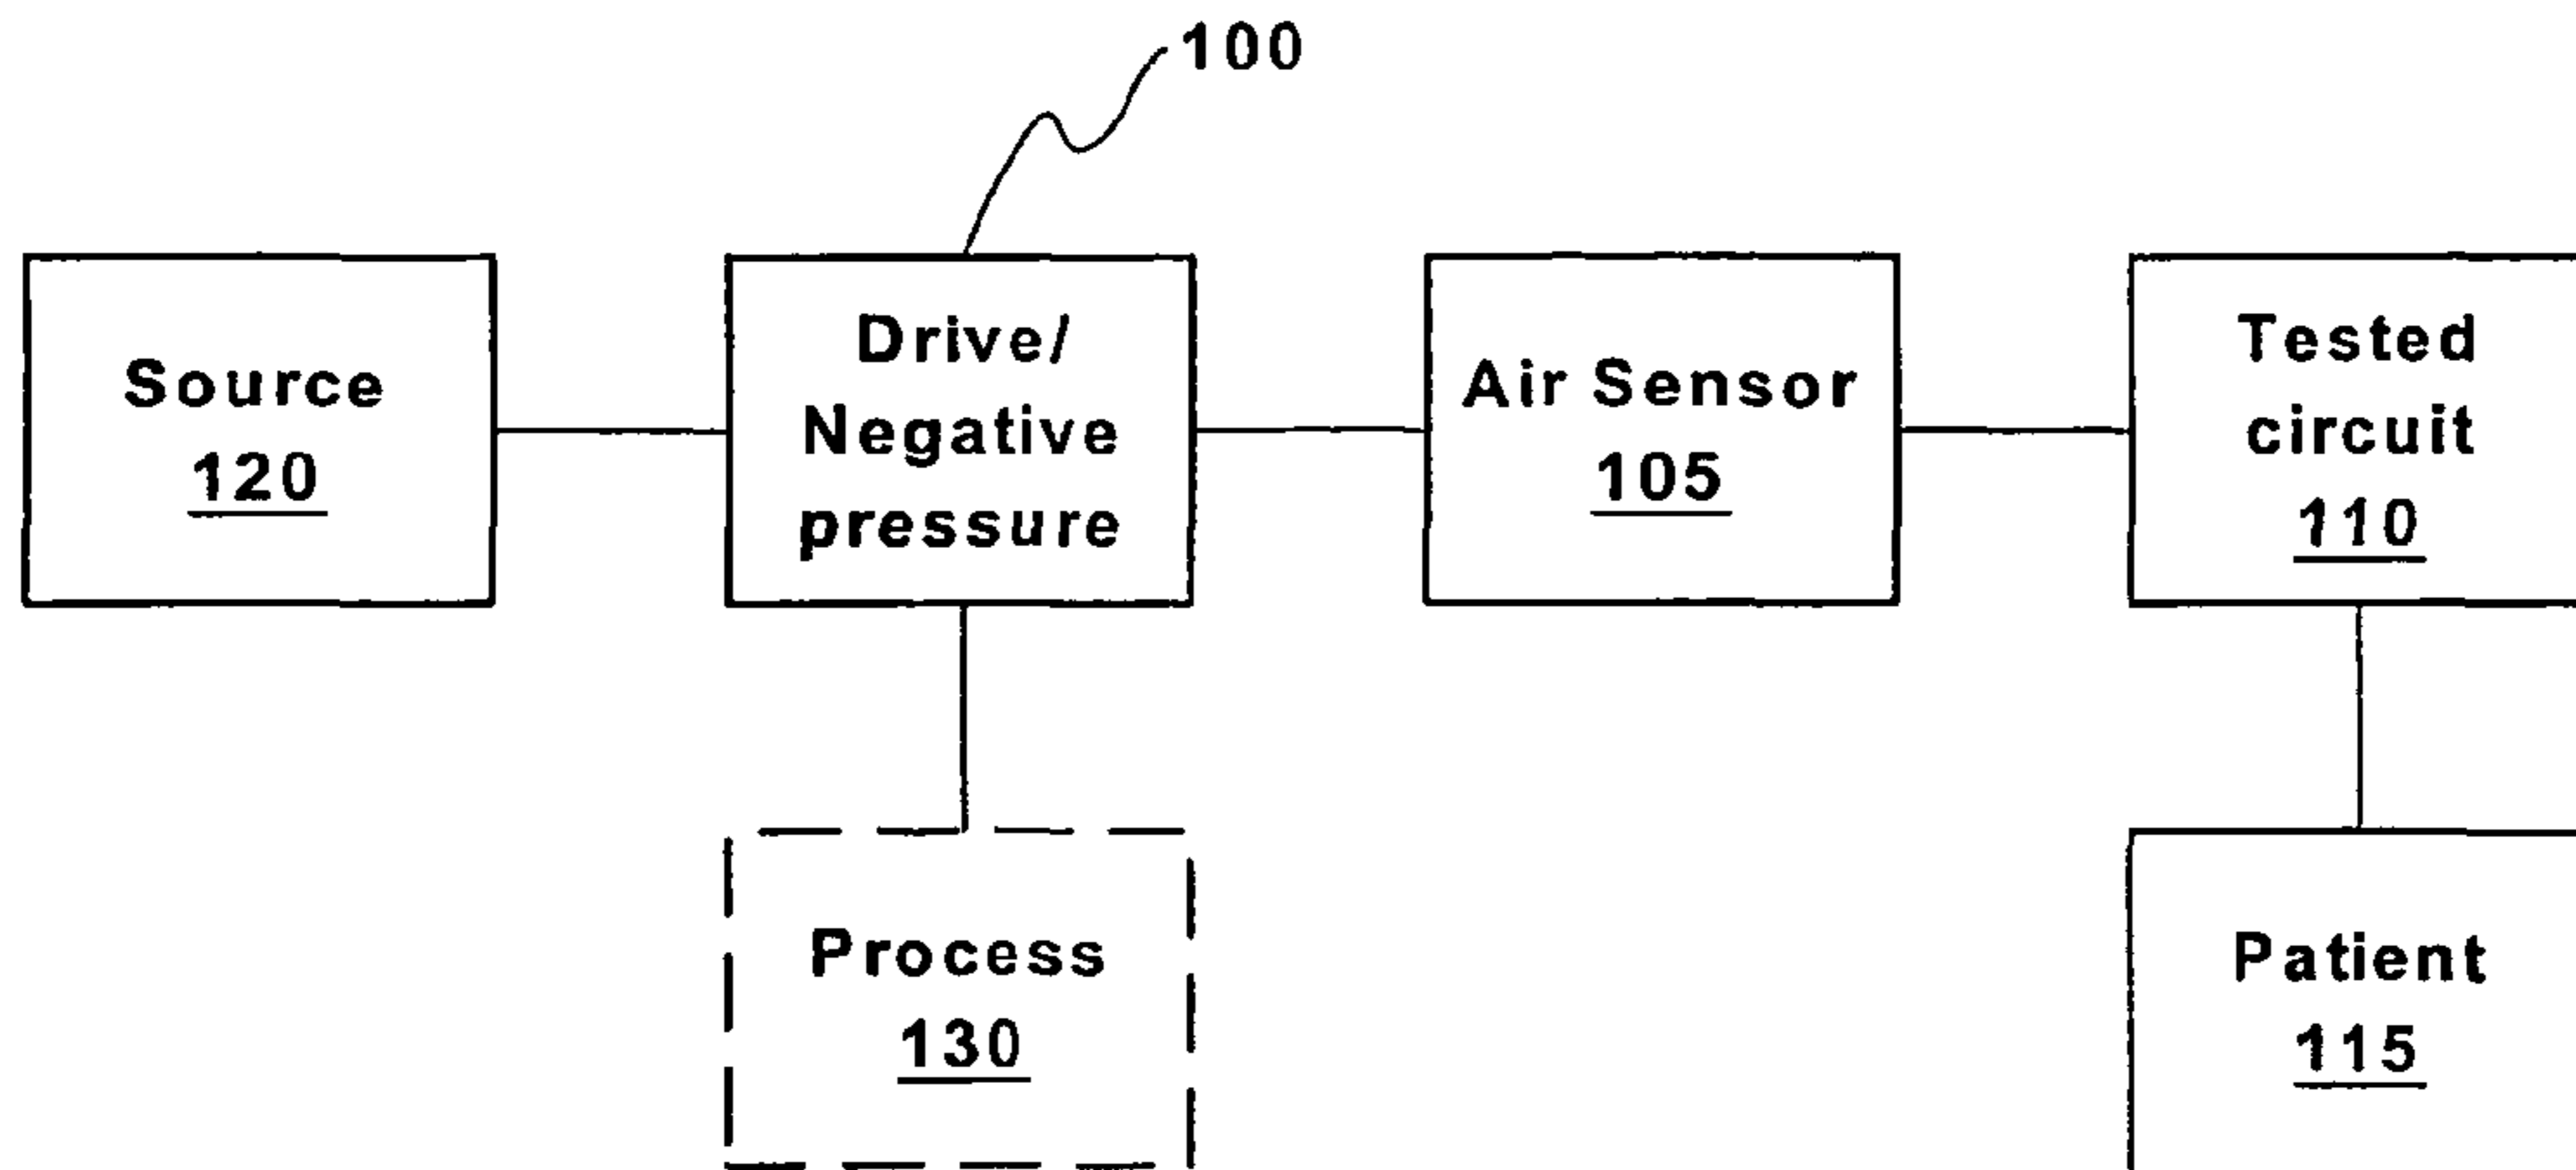 100
Source
120
Drive/
Negative
pressure
Air Sensor
105
Tested
circuit
110
Process
130
Patient
115